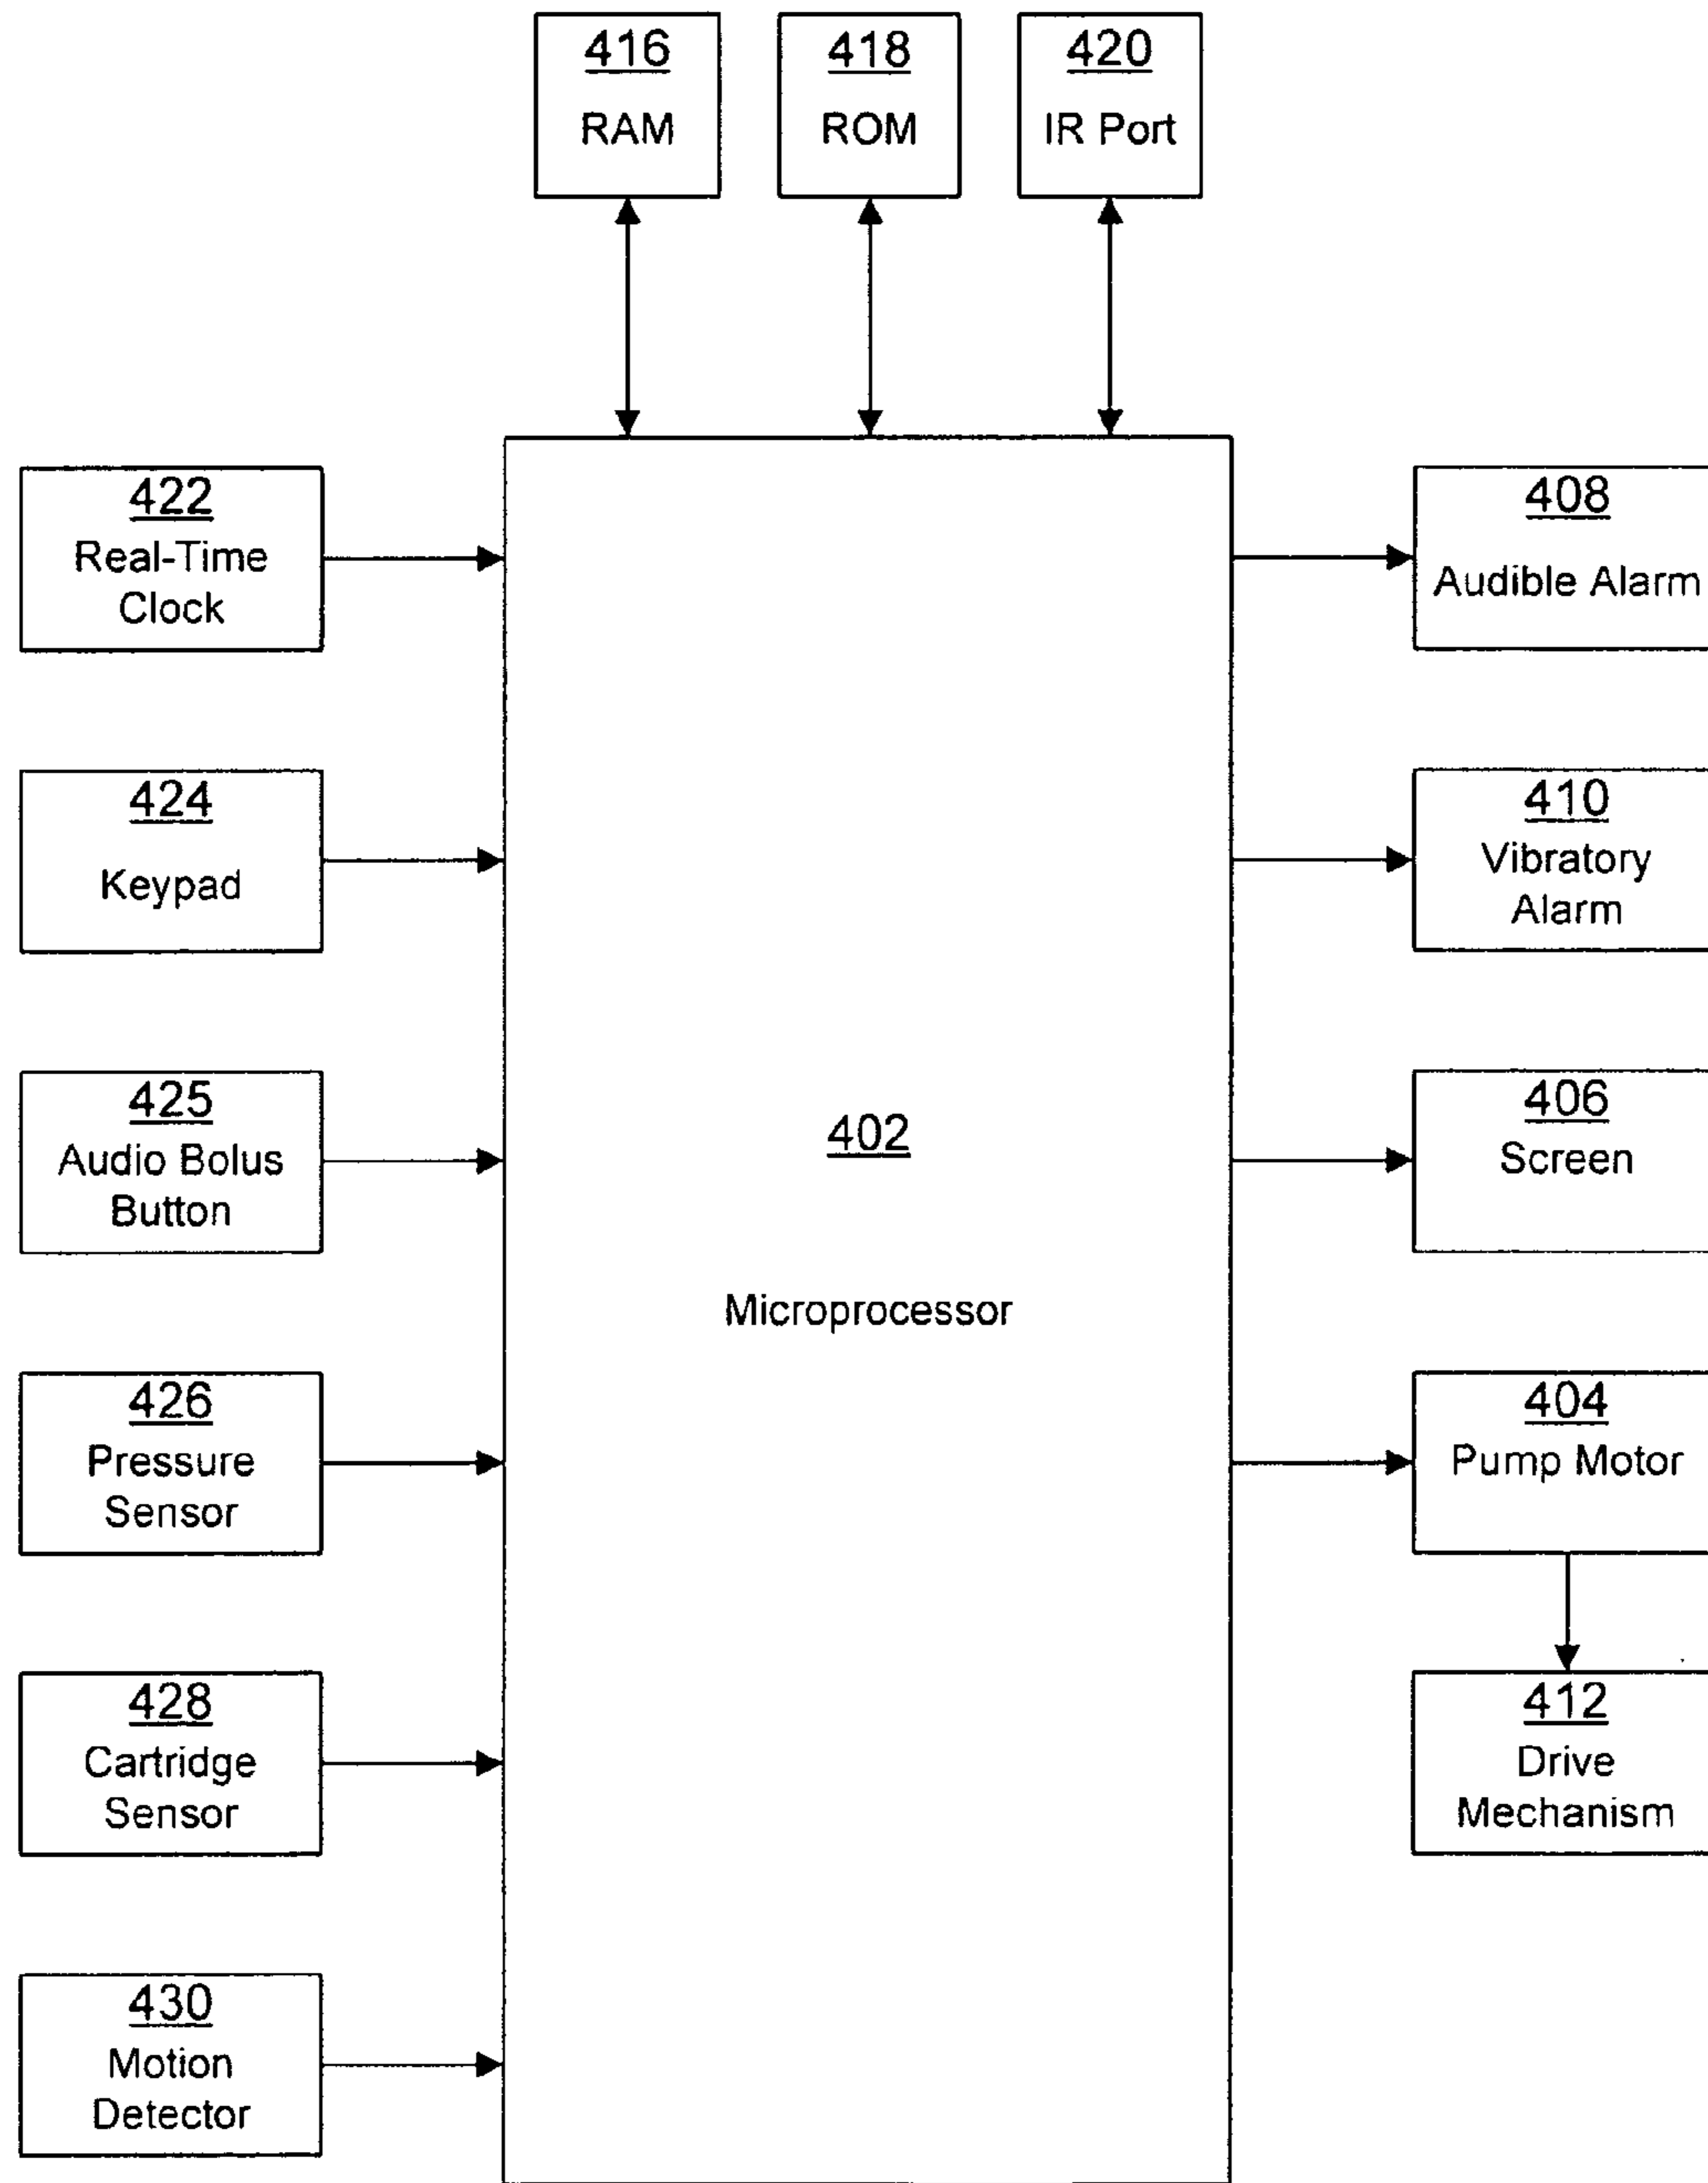 416
RAM
418
ROM
420
IR Port
422
Real-Time
Clock
424
Keypad
425
Audio Bolus
Button
426
Pressure
Sensor
428
Cartridge
Sensor
430
Motion
Detector
402
Microprocessor
408
Audible Alarm
410
Vibratory
Alarm
406
Screen
404
Pump Motor
412
Drive
Mechanism